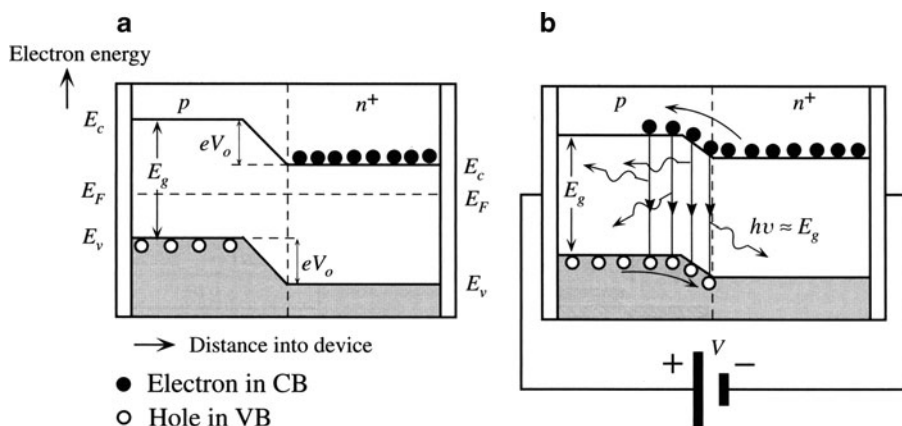 a
Electron energy
p
n+
Ec
eVo
Eg
Ec
EF
EF
Ev
eVo
Ev
Distance into device
Electron in CB
Hole in VB
b
p
n+
Eg
hυ ≈ Eg
V
+
−